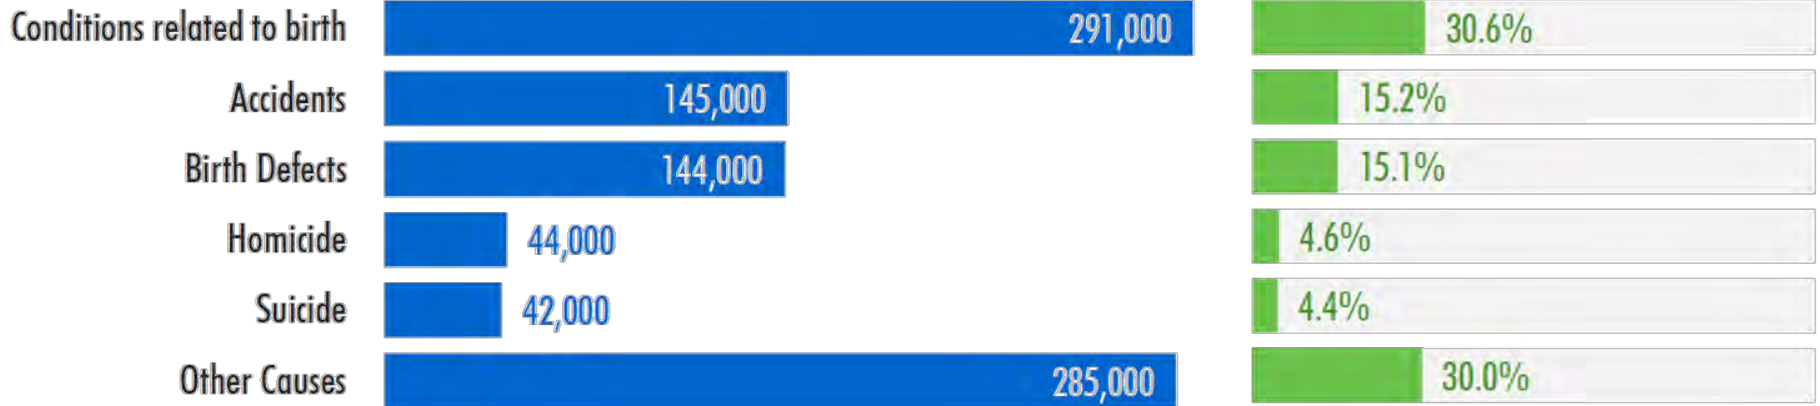 Conditions related to birth 291,000 30.6%
Accidents 145,000 15.2%
Birth Defects 144,000 15.1%
Homicide 44,000 4.6%
Suicide 42,000 4.4%
Other Causes 285,000 30.0%